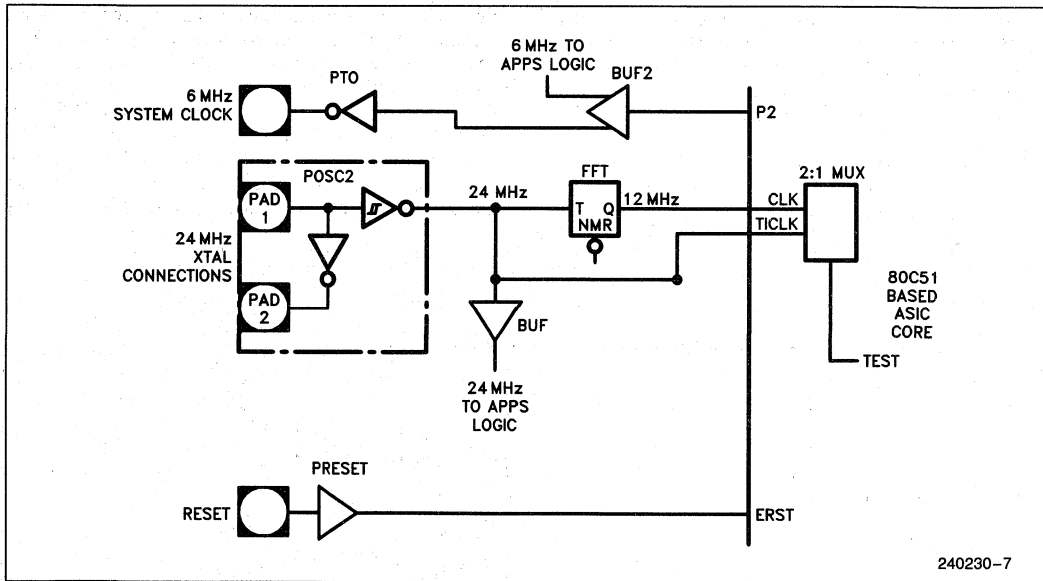 6 MHz TO
APPS LOGIC
BUF2
PTO
6 MHz
SYSTEM CLOCK
P2
POSC2
FFT
2:1 MUX
PAD
1
24 MHz
T Q
NMR
12 MHz
CLK
TICLK
24 MHz
XTAL
CONNECTIONS
PAD
2
80C51
BASED
ASIC
CORE
BUF
TEST
24 MHz
TO APPS
LOGIC
PRESET
RESET
ERST
240230-7